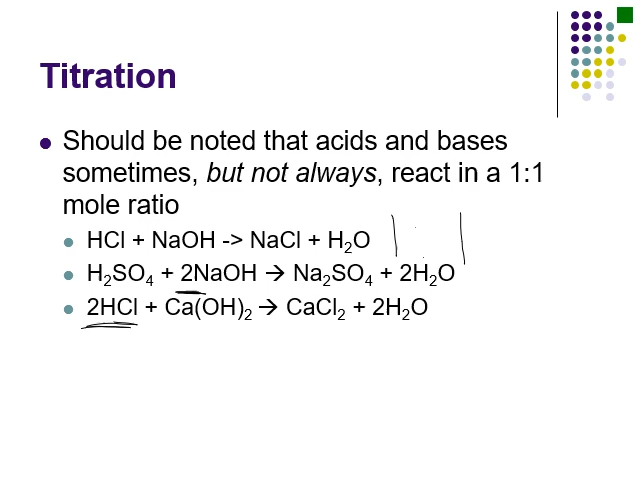 Titration
Should be noted that acids and bases
sometimes, but not always, react in a 1:1
mole ratio
HCl + NaOH -> NaCl + H₂O
H₂SO₄ + 2NaOH → Na₂SO₄ + 2H₂O
2HCl + Ca(OH)₂ → CaCl₂ + 2H₂O